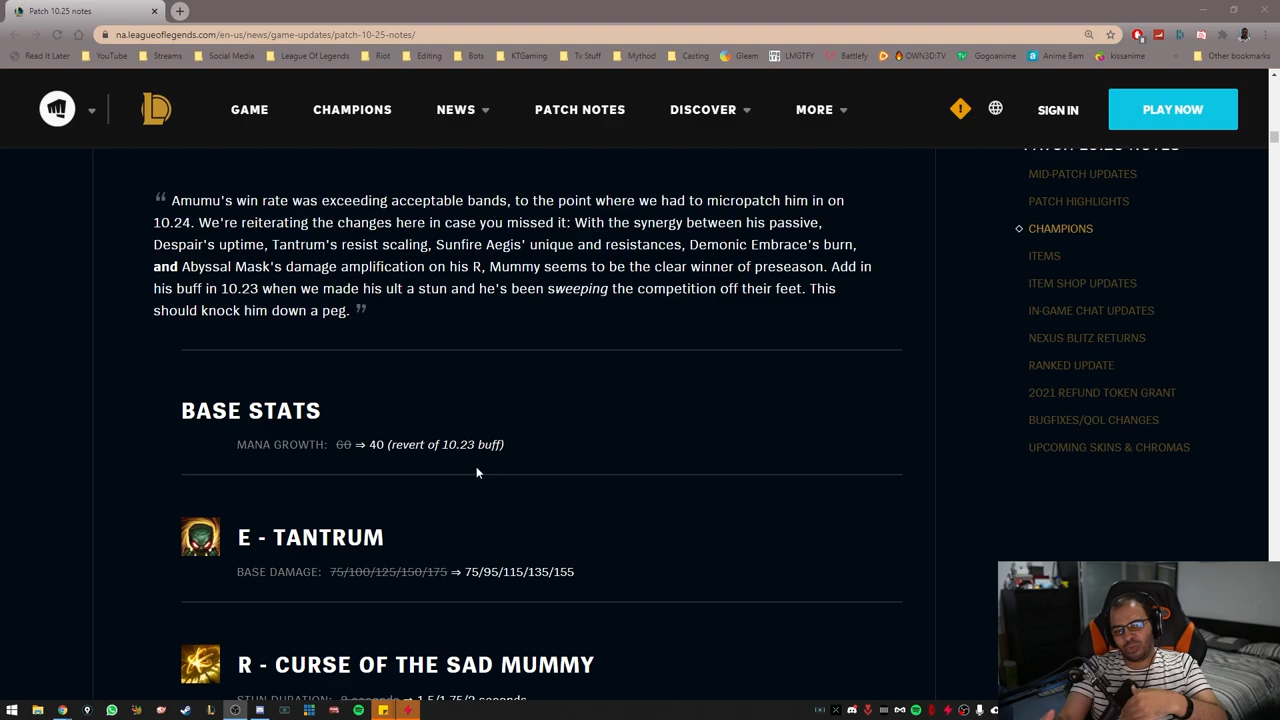 Patch 10.25 notes
na.leagueoflegends.com/en-us/news/game-updates/patch-10-25-notes/
Read It Later YouTube Streams Social Media League Of Legends Riot Editing Bots KTGaming Tv Stuff Mythod Casting Gleam LMGTFY Battlefy OWN3D.TV Gogoanime Anime Bam kissanime Other bookmarks
GAME CHAMPIONS NEWS PATCH NOTES DISCOVER MORE SIGN IN PLAY NOW
MID-PATCH UPDATES
PATCH HIGHLIGHTS
CHAMPIONS
ITEMS
ITEM SHOP UPDATES
IN-GAME CHAT UPDATES
NEXUS BLITZ RETURNS
RANKED UPDATE
2021 REFUND TOKEN GRANT
BUGFIXES/QOL CHANGES
UPCOMING SKINS & CHROMAS
“ Amumu's win rate was exceeding acceptable bands, to the point where we had to micropatch him in on
10.24. We're reiterating the changes here in case you missed it: With the synergy between his passive,
Despair's uptime, Tantrum's resist scaling, Sunfire Aegis' unique and resistances, Demonic Embrace's burn,
and Abyssal Mask's damage amplification on his R, Mummy seems to be the clear winner of preseason. Add in
his buff in 10.23 when we made his ult a stun and he's been sweeping the competition off their feet. This
should knock him down a peg. ”
BASE STATS
MANA GROWTH: 60 ⇒ 40 (revert of 10.23 buff)
E - TANTRUM
BASE DAMAGE: 75/100/125/150/175 ⇒ 75/95/115/135/155
R - CURSE OF THE SAD MUMMY
STUN DURATION: 2 seconds ⇒ 1.5/1.75/2 seconds